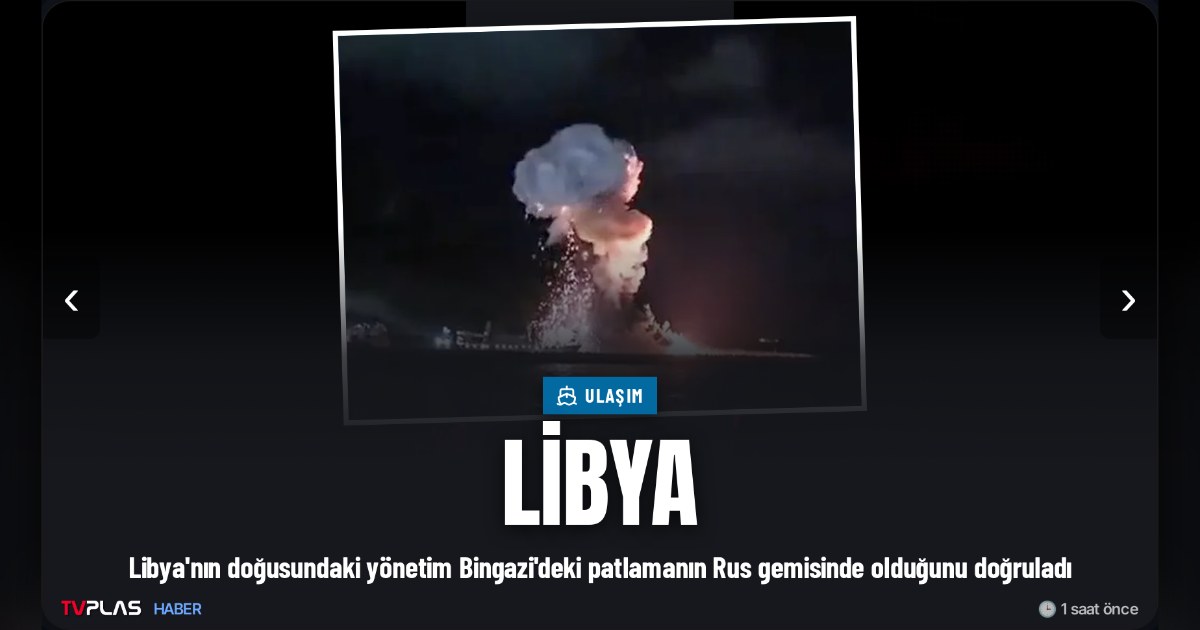 ULAŞIM
LİBYA
Libya'nın doğusundaki yönetim Bingazi'deki patlamanın Rus gemisinde olduğunu doğruladı
TVPLAS HABER
1 saat önce